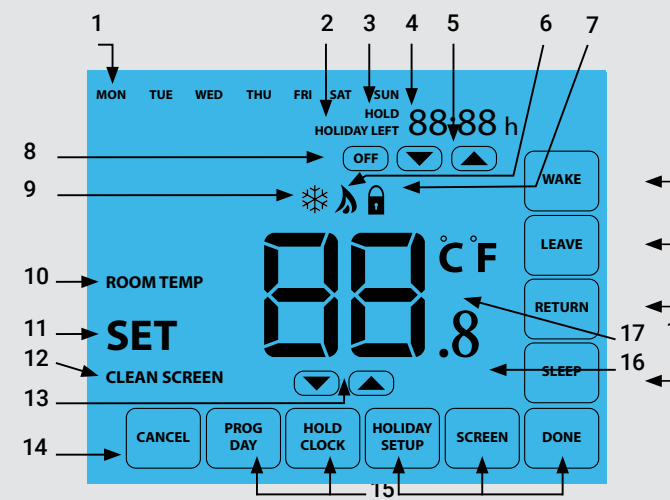 1 2 3 4 5 6 7
MON TUE WED THU FRI SAT SUN
HOLD
HOLIDAY LEFT 88:88 h
8 OFF
9 WAKE
LEAVE
88.8 °C °F
10 ROOM TEMP
RETURN
11 SET
17
12 CLEAN SCREEN
16
SLEEP
13
14 CANCEL
PROG DAY
HOLD CLOCK
HOLIDAY SETUP
SCREEN
DONE
15